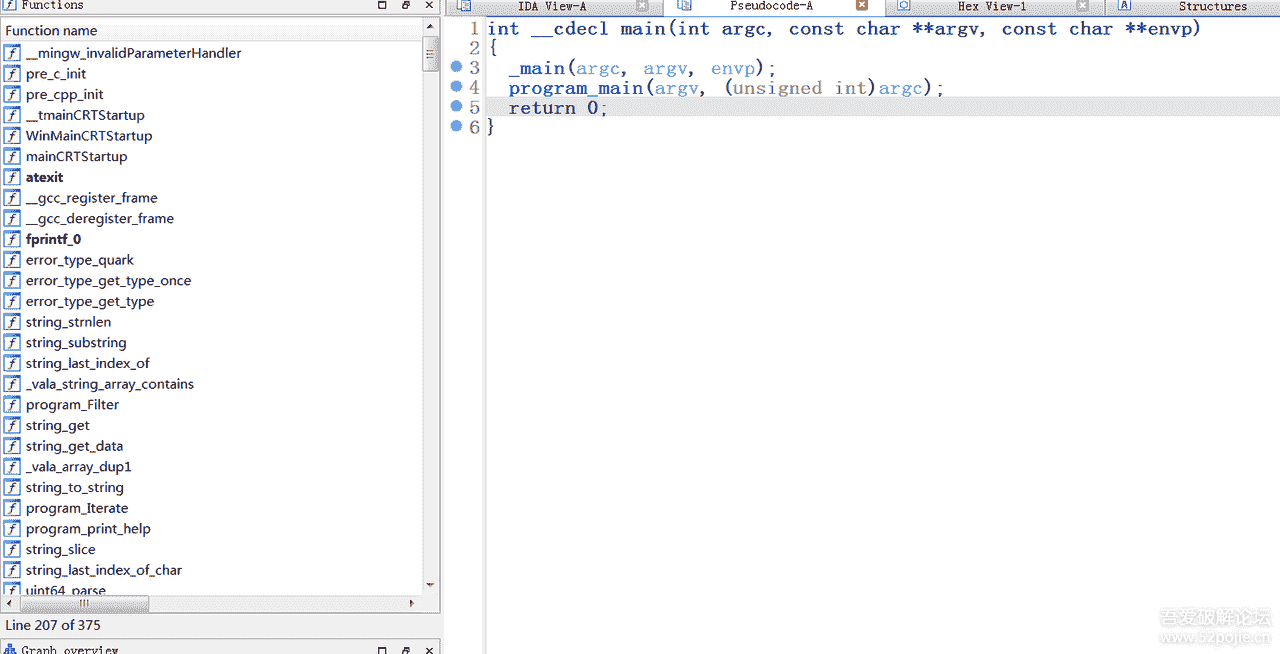 Functions
Function name
__mingw_invalidParameterHandler
pre_c_init
pre_cpp_init
__tmainCRTStartup
WinMainCRTStartup
mainCRTStartup
atexit
__gcc_register_frame
__gcc_deregister_frame
fprintf_0
error_type_quark
error_type_get_type_once
error_type_get_type
string_strnlen
string_substring
string_last_index_of
_vala_string_array_contains
program_Filter
string_get
string_get_data
_vala_array_dup1
string_to_string
program_Iterate
program_print_help
string_slice
string_last_index_of_char
uint64_parse
Line 207 of 375
Graph overview
IDA View-A
Pseudocode-A
Hex View-1
Structures
1 int __cdecl main(int argc, const char **argv, const char **envp)
2 {
3 _main(argc, argv, envp);
4 program_main(argv, (unsigned int)argc);
5 return 0;
6 }
吾爱破解论坛
www.52pojie.cn